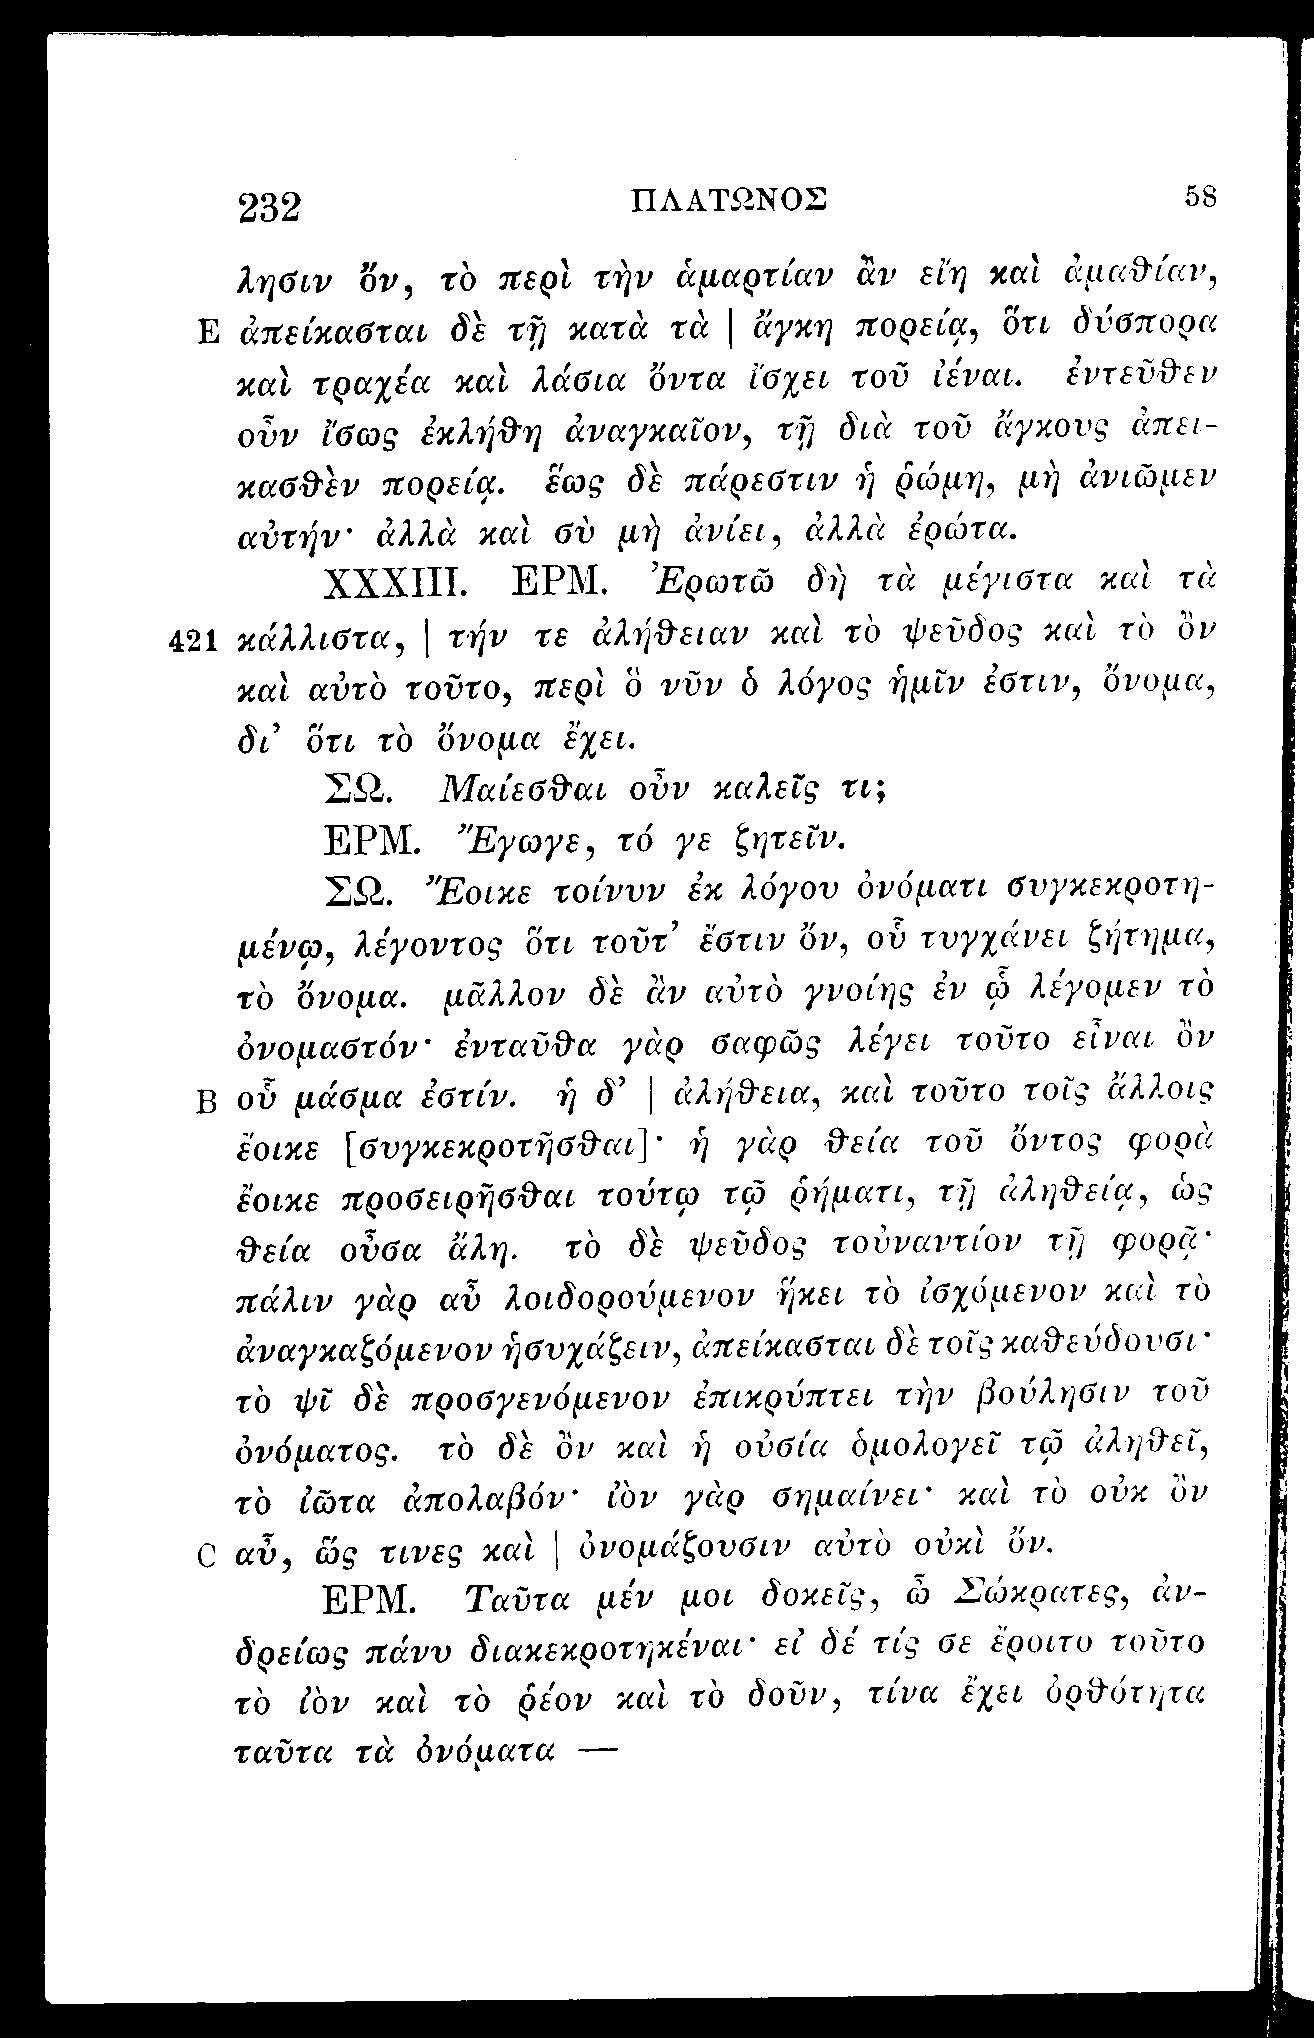 232 ΠΛΑΤΩΝΟΣ 58
λησιν ὄν, τὸ περὶ τὴν ἁμαρτίαν ἂν εἴη καὶ ἀμαθίαν,
E ἀπείκασται δὲ τῇ κατὰ τὰ | ἄγκη πορείᾳ, ὅτι δύσπορα
καὶ τραχέα καὶ λάσια ὄντα ἴσχει τοῦ ἰέναι. ἐντεῦθεν
οὖν ἴσως ἐκλήθη ἀναγκαῖον, τῇ διὰ τοῦ ἄγκους ἀπει-
κασθὲν πορείᾳ. ἕως δὲ πάρεστιν ἡ ῥώμη, μὴ ἀνιῶμεν
αὐτήν· ἀλλὰ καὶ σὺ μὴ ἀνίει, ἀλλὰ ἐρώτα.
XXXIII. ΕΡΜ. Ἐρωτῶ δὴ τὰ μέγιστα καὶ τὰ
421 κάλλιστα, | τήν τε ἀλήθειαν καὶ τὸ ψεῦδος καὶ τὸ ὂν
καὶ αὐτὸ τοῦτο, περὶ ὃ νῦν ὁ λόγος ἡμῖν ἐστιν, ὄνομα,
δι' ὅτι τὸ ὄνομα ἔχει.
ΣΩ. Μαίεσθαι οὖν καλεῖς τι;
ΕΡΜ. Ἔγωγε, τό γε ζητεῖν.
ΣΩ. Ἔοικε τοίνυν ἐκ λόγου ὀνόματι συγκεκροτη-
μένῳ, λέγοντος ὅτι τοῦτ' ἔστιν ὄν, οὗ τυγχάνει ζήτημα,
τὸ ὄνομα. μᾶλλον δὲ ἂν αὐτὸ γνοίης ἐν ᾧ λέγομεν τὸ
ὀνομαστόν· ἐνταῦθα γὰρ σαφῶς λέγει τοῦτο εἶναι ὂν
B οὗ μάσμα ἐστίν. ἡ δ' | ἀλήθεια, καὶ τοῦτο τοῖς ἄλλοις
ἔοικε [συγκεκροτῆσθαι]· ἡ γὰρ θεία τοῦ ὄντος φορὰ
ἔοικε προσειρῆσθαι τούτῳ τῷ ῥήματι, τῇ ἀληθείᾳ, ὡς
θεία οὖσα ἄλη. τὸ δὲ ψεῦδος τοὐναντίον τῇ φορᾷ·
πάλιν γὰρ αὖ λοιδορούμενον ἥκει τὸ ἰσχόμενον καὶ τὸ
ἀναγκαζόμενον ἡσυχάζειν, ἀπείκασται δὲ τοῖς καθεύδουσι·
τὸ ψῖ δὲ προσγενόμενον ἐπικρύπτει τὴν βούλησιν τοῦ
ὀνόματος. τὸ δὲ ὂν καὶ ἡ οὐσία ὁμολογεῖ τῷ ἀληθεῖ,
τὸ ἰῶτα ἀπολαβόν· ἰὸν γὰρ σημαίνει· καὶ τὸ οὐκ ὂν
C αὖ, ὥς τινες καὶ | ὀνομάζουσιν αὐτὸ οὐκὶ ὄν.
ΕΡΜ. Ταῦτα μέν μοι δοκεῖς, ὦ Σώκρατες, ἀν-
δρείως πάνυ διακεκροτηκέναι· εἰ δέ τίς σε ἔροιτο τοῦτο
τὸ ἰὸν καὶ τὸ ῥέον καὶ τὸ δοῦν, τίνα ἔχει ὀρθότητα
ταῦτα τὰ ὀνόματα —